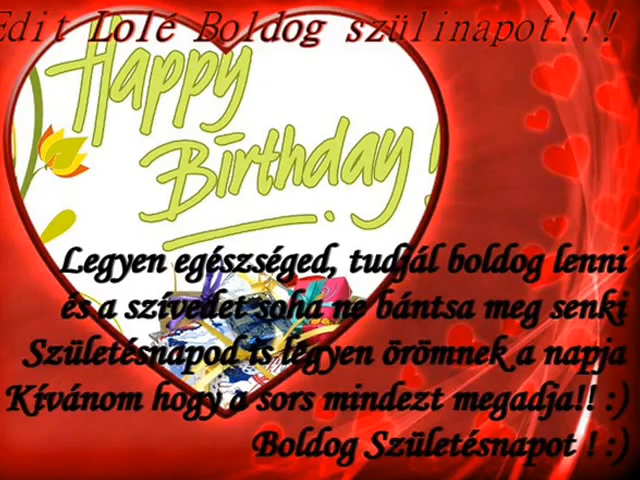 Edit Lolé Boldog szülinapot!!!
Happy
Birthday!
Legyen egészséged, tudjál boldog lenni
és a szívedet soha ne bántsa meg senki
Születésnapod is legyen örömnek a napja
Kívánom hogy a sors mindezt megadja!! :)
Boldog Születésnapot ! :)